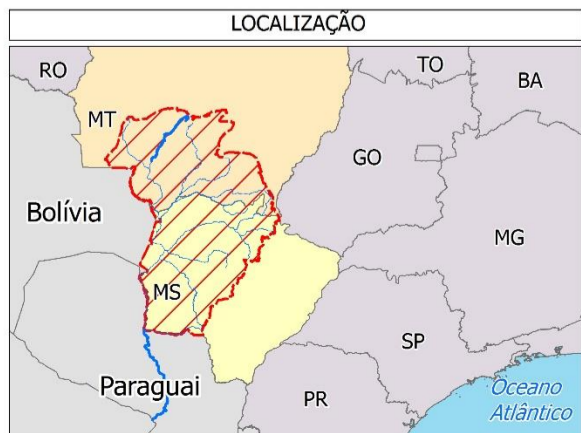 LOCALIZAÇÃO
RO
TO
BA
MT
GO
Bolívia
MG
MS
SP
Paraguai
PR
Oceano
Atlântico